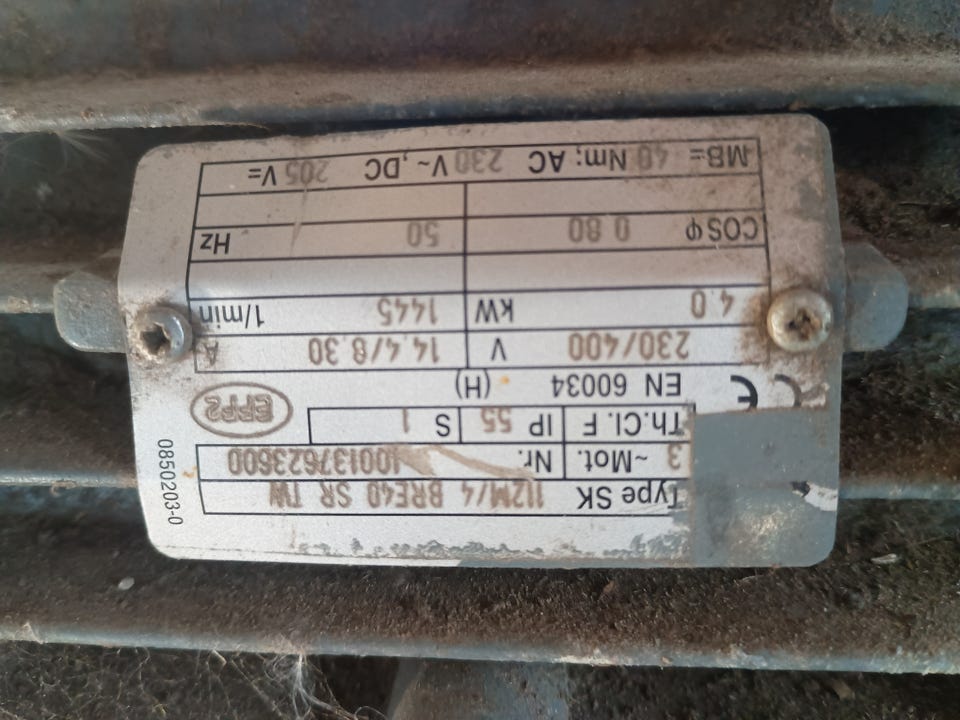 Type SK 112M/4 BRE40 SR TW
3 ~Mot. Nr. 1001376233600
Th.Cl. F IP 55 S 1
CE EN 60034 (H) EFF2
230/400 V 14,4/8,30 A
4,0 kW 1445 1/min
COSφ 0,80 50 Hz
MB= 40 Nm; AC 230 V~, DC 205 V=
0850203-0